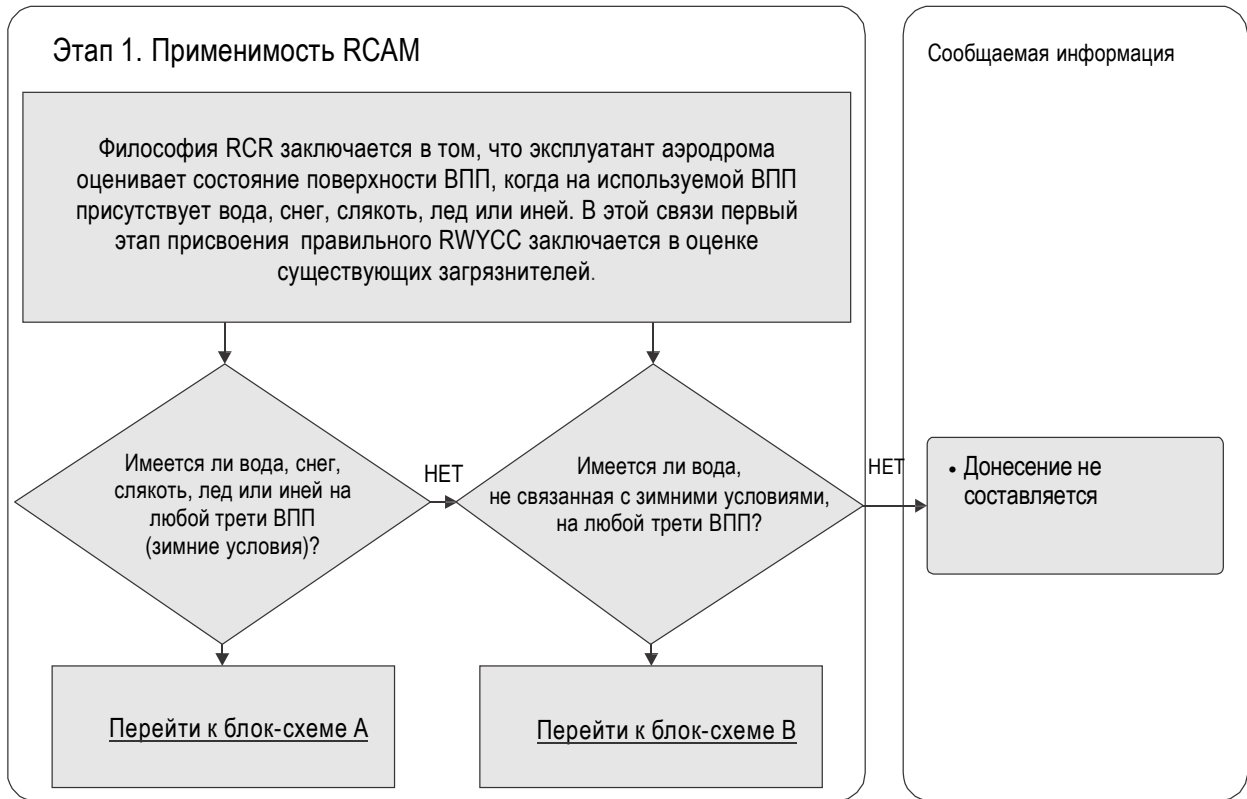 Этап 1. Применимость RCAM
Философия RCR заключается в том, что эксплуатант аэродрома
оценивает состояние поверхности ВПП, когда на используемой ВПП
присутствует вода, снег, слякоть, лед или иней. В этой связи первый
этап присвоения правильного RWYCC заключается в оценке
существующих загрязнителей.
Имеется ли вода, снег,
слякоть, лед или иней на
любой трети ВПП
(зимние условия)?
НЕТ
Имеется ли вода,
не связанная с зимними условиями,
на любой трети ВПП?
НЕТ
Перейти к блок-схеме A
Перейти к блок-схеме B
Сообщаемая информация
• Донесение не
составляется